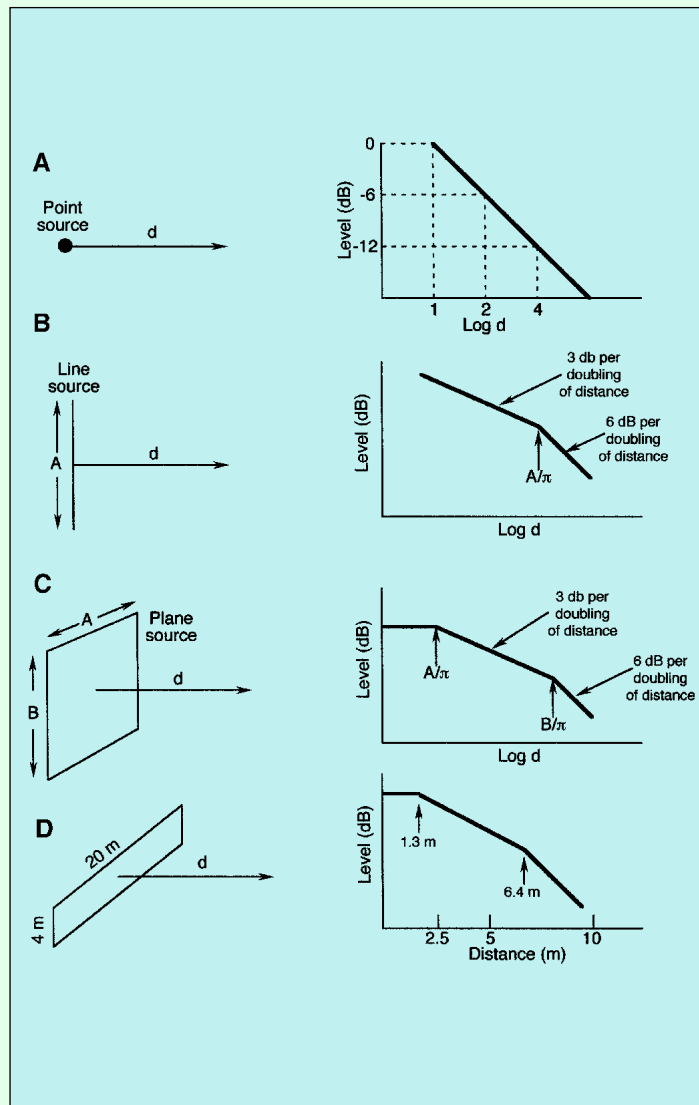 A
Point
source
d
Level (dB)
0
-6
-12
1 2 4
Log d
B
Line
source
A
d
Level (dB)
3 db per
doubling
of distance
6 dB per
doubling
of distance
A/π
Log d
C
A
Plane
source
B
d
Level (dB)
3 db per
doubling
of distance
6 dB per
doubling
of distance
A/π
B/π
Log d
D
20 m
4 m
d
Level (dB)
1.3 m
6.4 m
2.5 5 10
Distance (m)